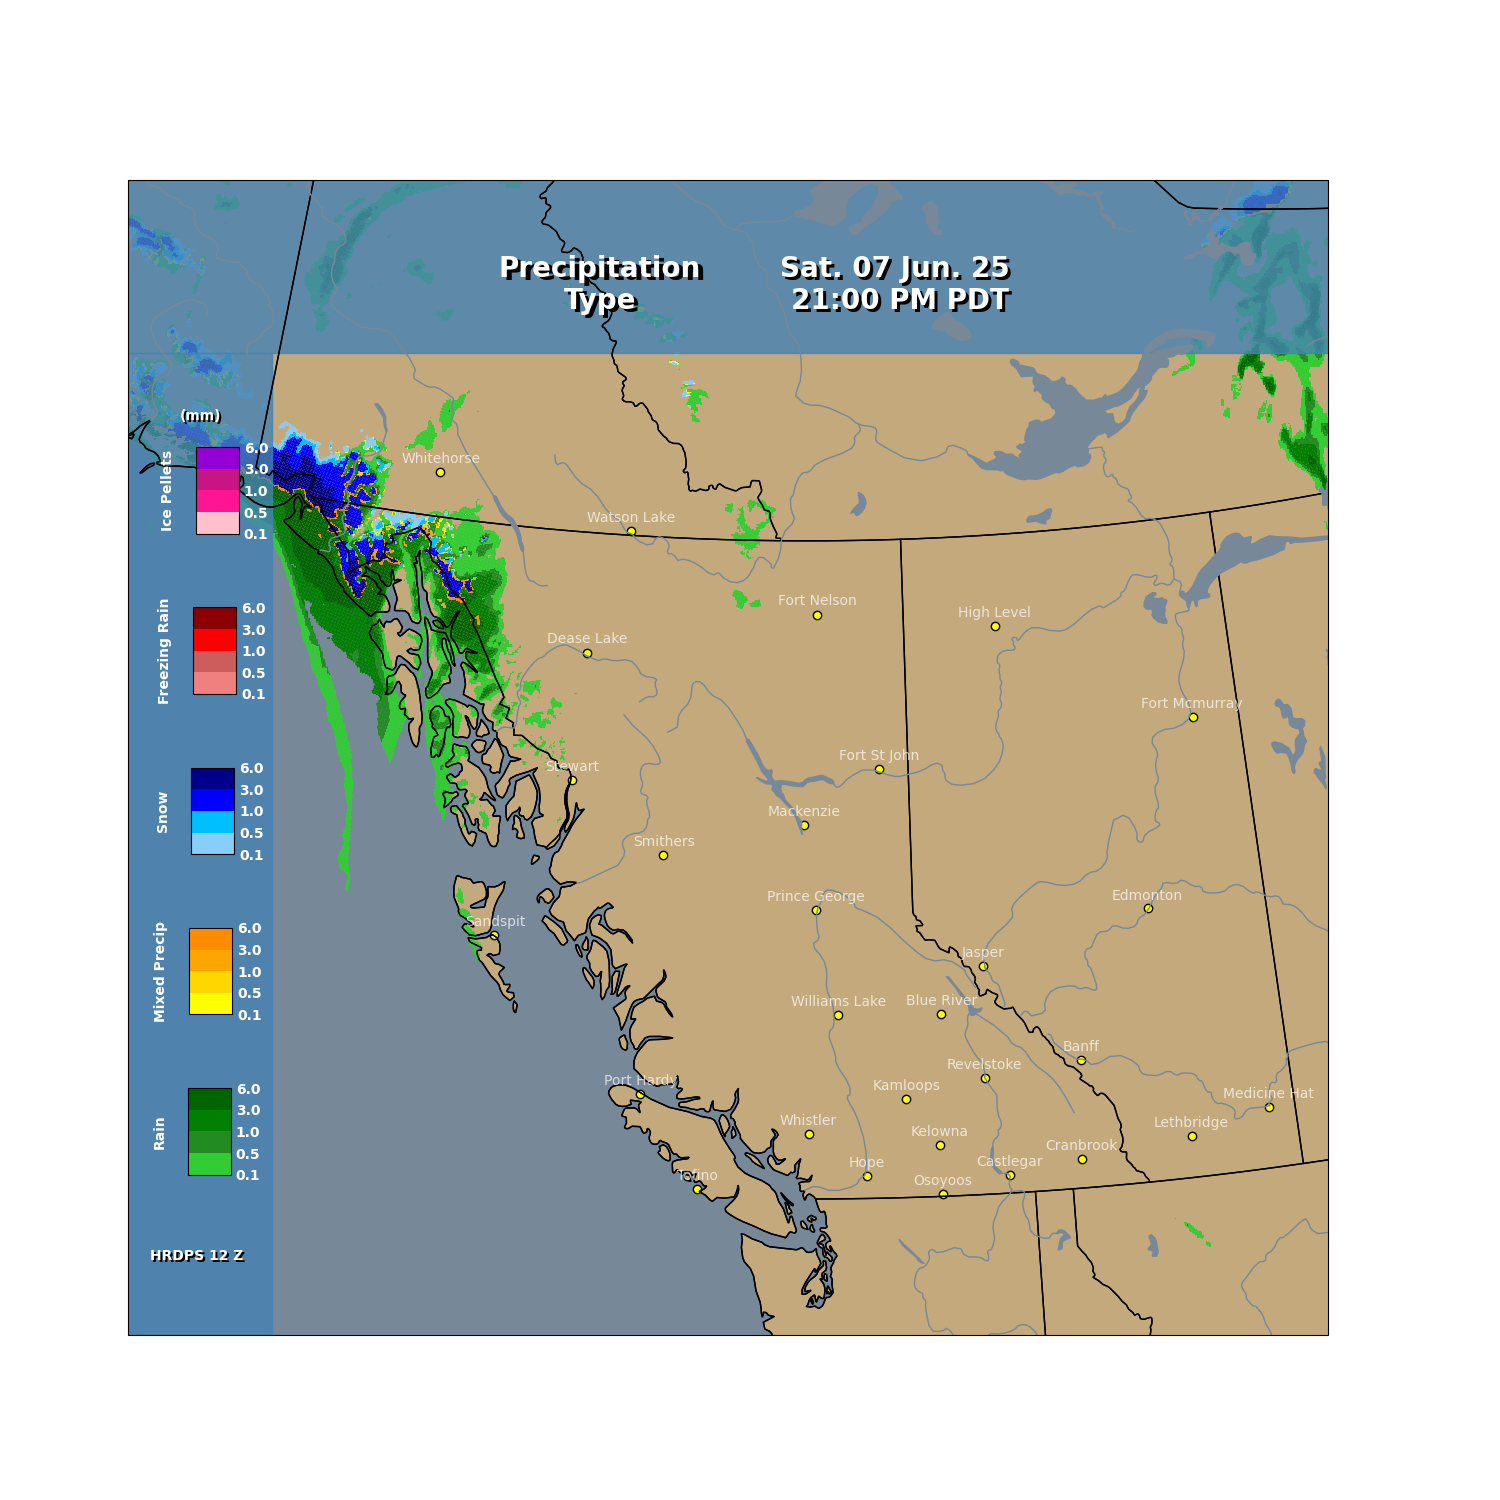 Precipitation
Type
Sat. 07 Jun. 25
21:00 PM PDT
(mm)
Ice Pellets
6.0
3.0
1.0
0.5
0.1
Freezing Rain
6.0
3.0
1.0
0.5
0.1
Snow
6.0
3.0
1.0
0.5
0.1
Mixed Precip
6.0
3.0
1.0
0.5
0.1
Rain
6.0
3.0
1.0
0.5
0.1
HRDPS 12 Z
Whitehorse
Watson Lake
Fort Nelson
High Level
Dease Lake
Fort Mcmurray
Fort St John
Stewart
Mackenzie
Smithers
Prince George
Edmonton
Sandspit
Jasper
Williams Lake
Blue River
Banff
Revelstoke
Port Hardy
Kamloops
Medicine Hat
Whistler
Lethbridge
Kelowna
Cranbrook
Hope
Castlegar
Tofino
Osoyoos